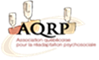 AQRP
Association québécoise
pour la réadaptation psychosociale